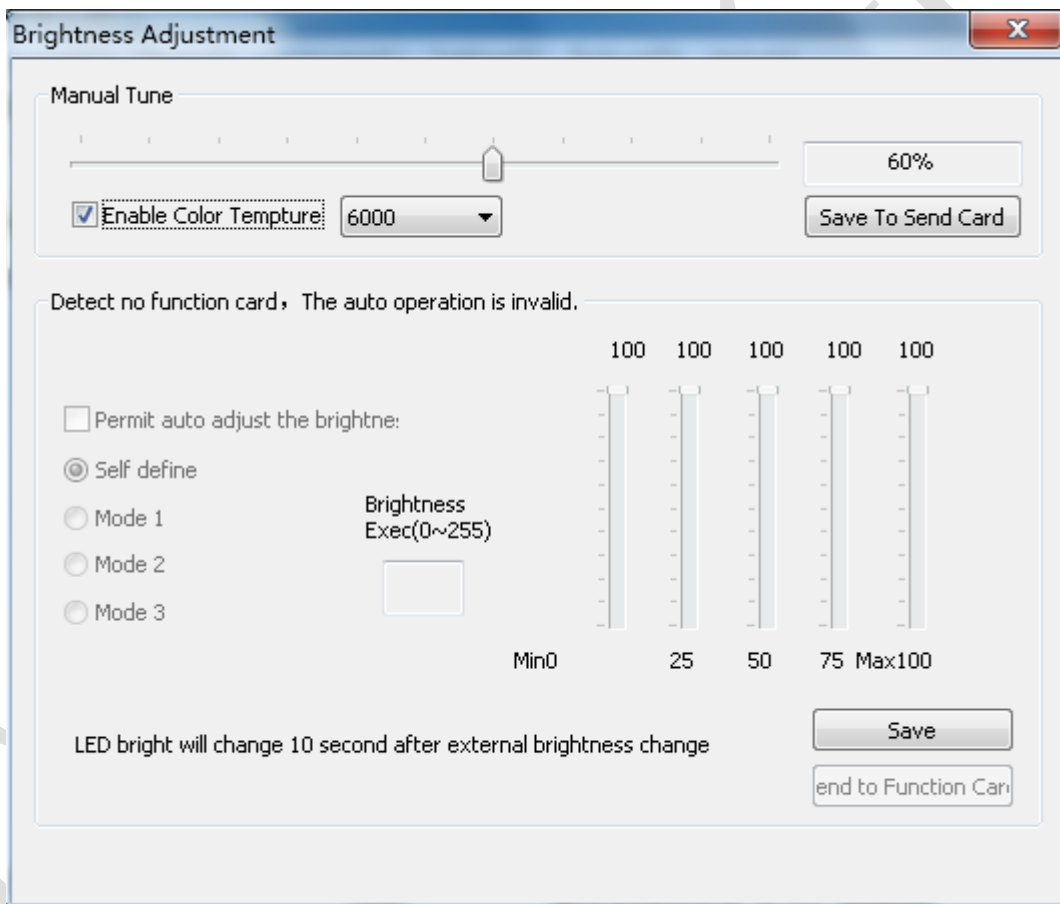 Brightness Adjustment
Manual Tune
60%
Enable Color Tempture 6000 Save To Send Card
Detect no function card，The auto operation is invalid.
100 100 100 100 100
Permit auto adjust the brightne
Self define
Mode 1
Mode 2
Mode 3
Brightness
Exec(0~255)
Min0 25 50 75 Max100
LED bright will change 10 second after external brightness change
Save
end to Function Car